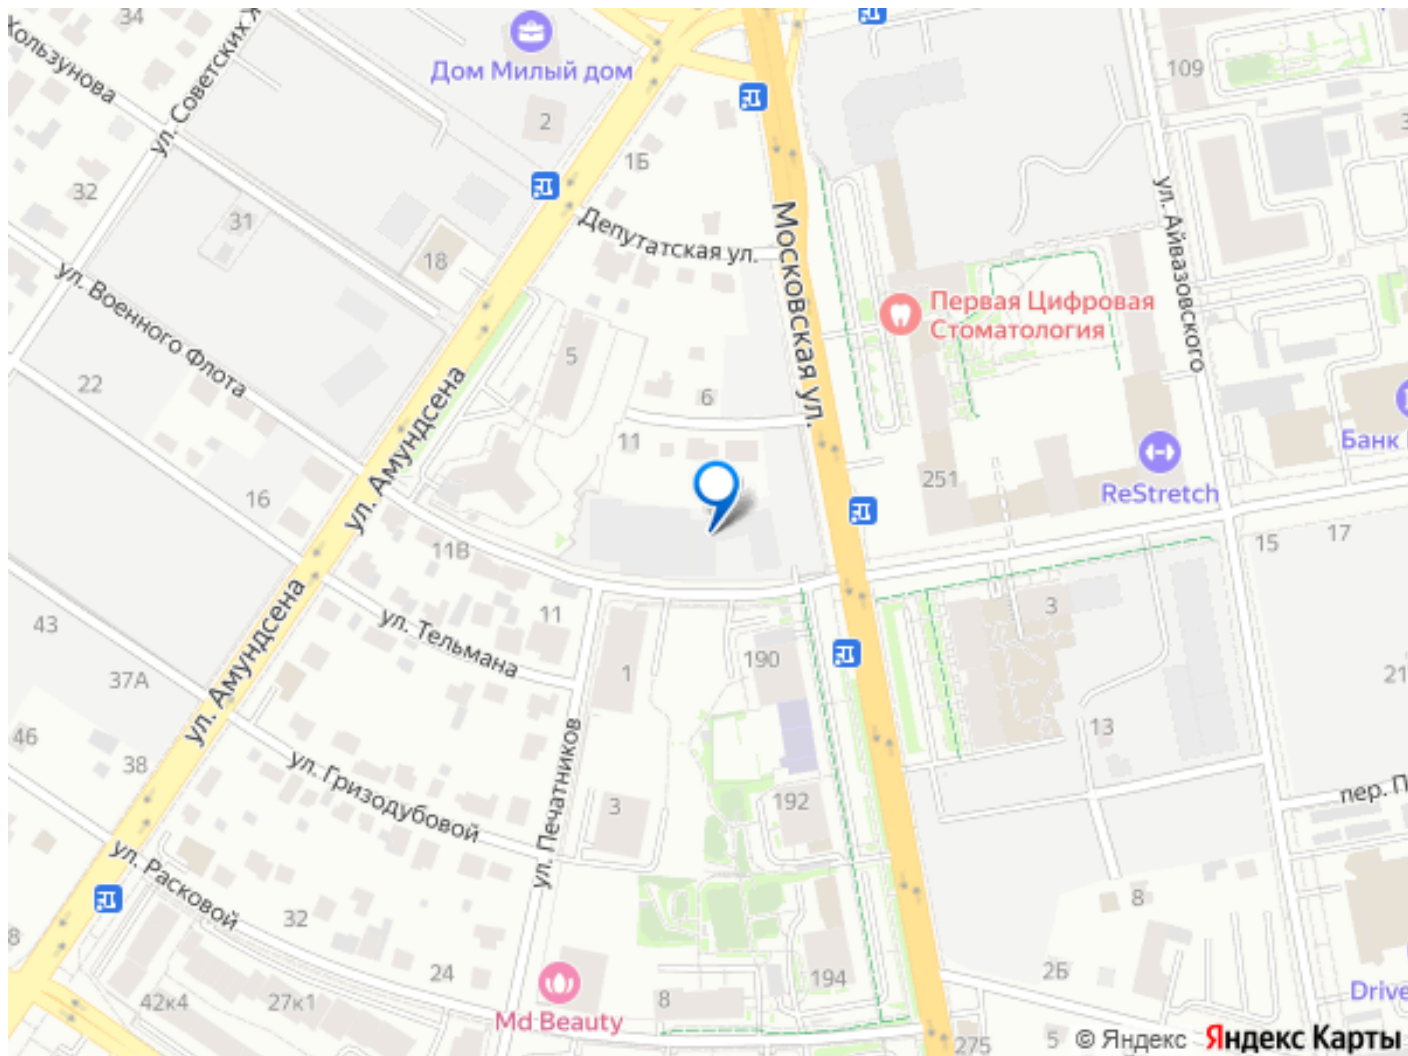 34
Дом Милый дом
109
Кользунова
ул. Советских Ж
2
1Б
32
31
18
Депутатская ул.
Московская ул.
ул. Айвазовского
ул. Военного Флота
Первая Цифровая
Стоматология
22
5
6
ул. Амундсена
11
Банк
16
251
ReStretch
11В
15
17
43
ул. Амундсена
ул. Тельмана
11
3
37А
1
190
21
46
38
13
ул. Гризодубовой
ул. Печатников
3
192
пер. П
ул. Расковой
32
8
8
24
194
2Б
42к4
27к1
8
Drive
Md Beauty
275
5
© Яндекс
Яндекс Карты